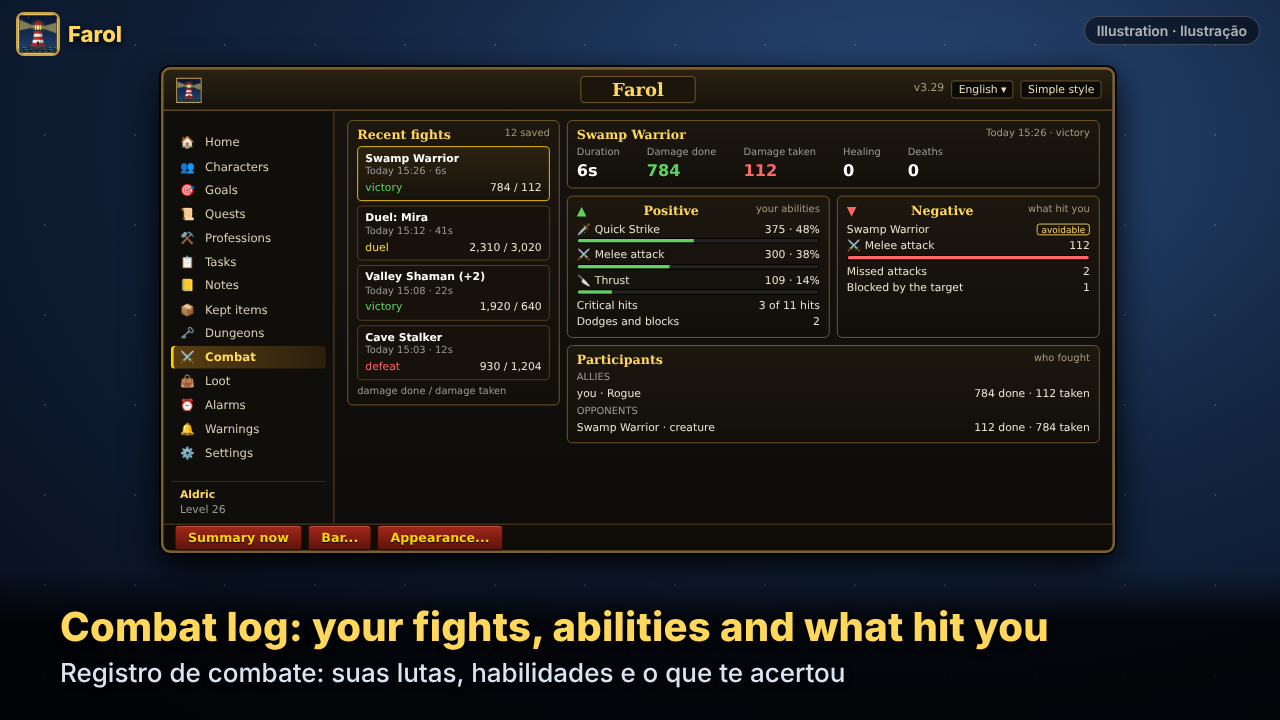 Farol
Illustration · Ilustração
Farol
v3.29
English ▾
Simple style
Home
Characters
Goals
Quests
Professions
Tasks
Notes
Kept items
Dungeons
Combat
Loot
Alarms
Warnings
Settings
Aldric
Level 26
Recent fights 12 saved
Swamp Warrior
Today 15:26 · 6s
victory 784 / 112
Duel: Mira
Today 15:12 · 41s
duel 2,310 / 3,020
Valley Shaman (+2)
Today 15:08 · 22s
victory 1,920 / 640
Cave Stalker
Today 15:03 · 12s
defeat 930 / 1,204
damage done / damage taken
Swamp Warrior Today 15:26 · victory
Duration Damage done Damage taken Healing Deaths
6s 784 112 0 0
▲ Positive your abilities
Quick Strike 375 · 48%
Melee attack 300 · 38%
Thrust 109 · 14%
Critical hits 3 of 11 hits
Dodges and blocks 2
▼ Negative what hit you
Swamp Warrior avoidable
Melee attack 112
Missed attacks 2
Blocked by the target 1
Participants who fought
ALLIES
you · Rogue 784 done · 112 taken
OPPONENTS
Swamp Warrior · creature 112 done · 784 taken
Summary now
Bar...
Appearance...
Combat log: your fights, abilities and what hit you
Registro de combate: suas lutas, habilidades e o que te acertou